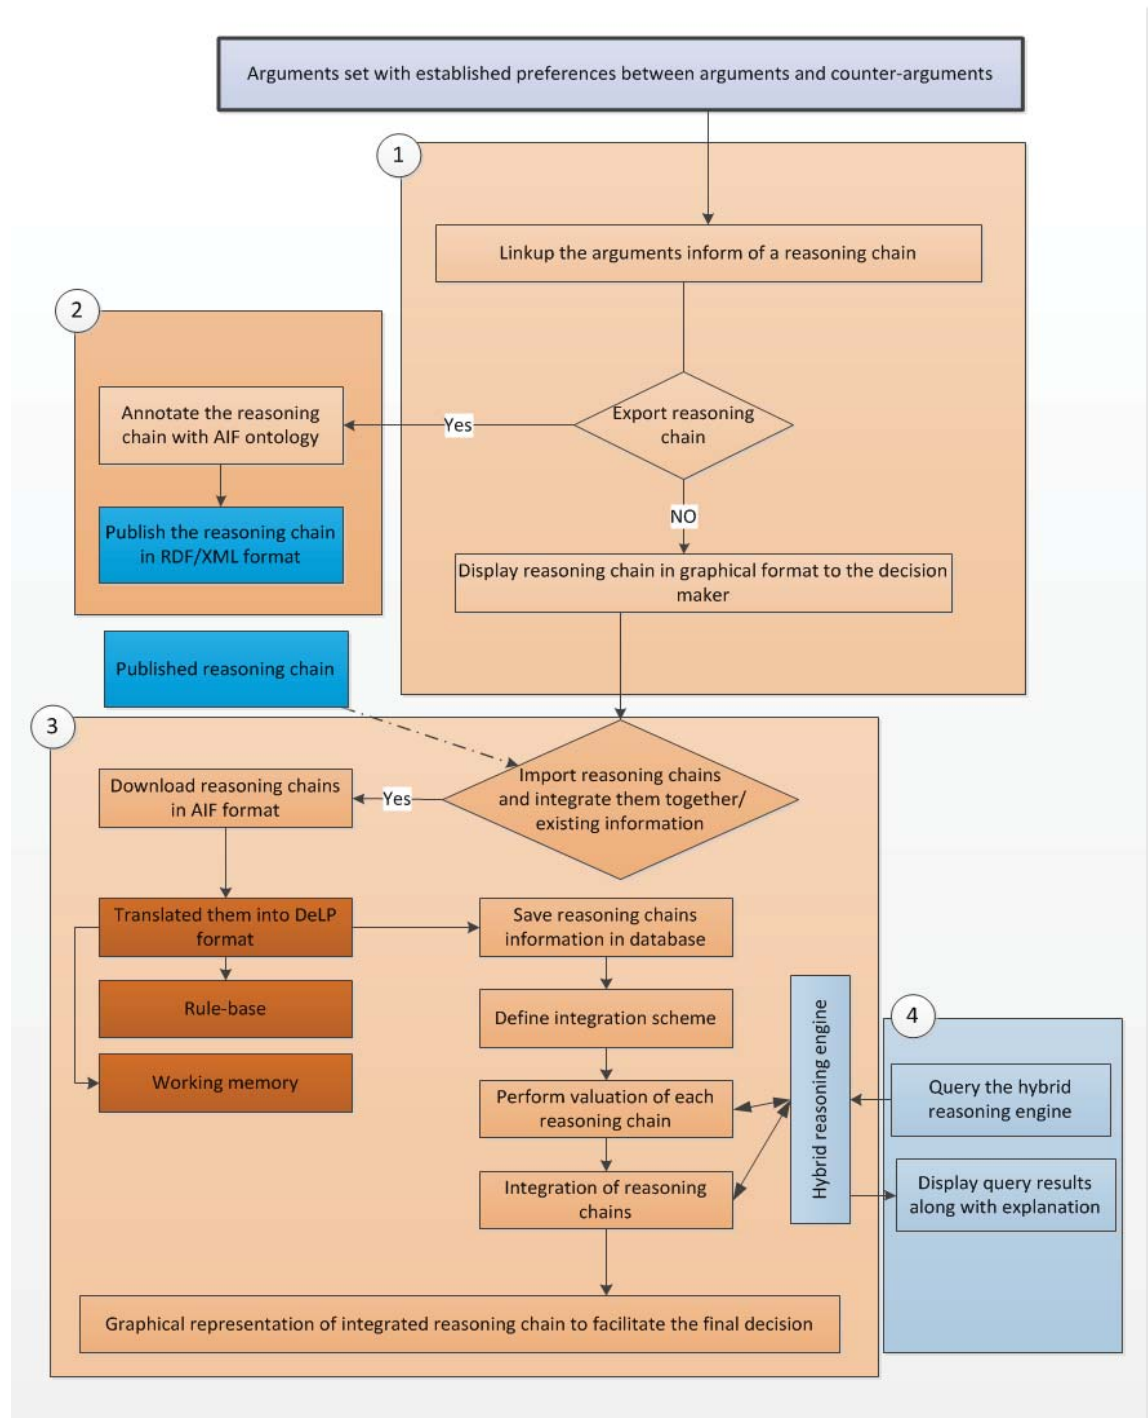 Arguments set with established preferences between arguments and counter-arguments
1
Linkup the arguments inform of a reasoning chain
2
Export reasoning
chain
Yes
Annotate the reasoning
chain with AIF ontology
NO
Publish the reasoning chain
in RDF/XML format
Display reasoning chain in graphical format to the decision
maker
Published reasoning chain
3
Import reasoning chains
and integrate them together/
existing information
Yes
Download reasoning chains
in AIF format
Translated them into DeLP
format
Rule-base
Working memory
Save reasoning chains
information in database
Define integration scheme
Perform valuation of each
reasoning chain
Integration of reasoning
chains
Hybrid reasoning engine
4
Query the hybrid
reasoning engine
Display query results
along with explanation
Graphical representation of integrated reasoning chain to facilitate the final decision